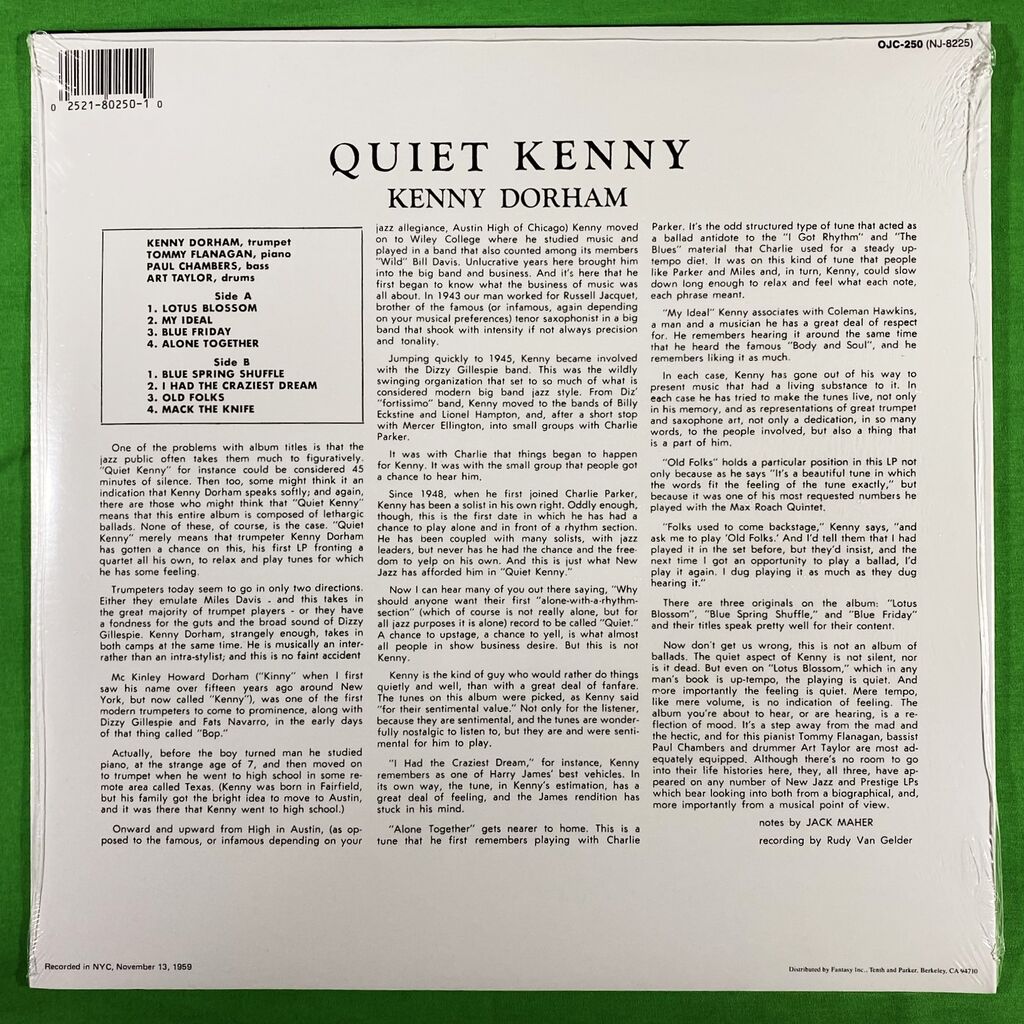 OJC-250 (NJ-8225)
0 2521-80250-1 0
QUIET KENNY
KENNY DORHAM
KENNY DORHAM, trumpet
TOMMY FLANAGAN, piano
PAUL CHAMBERS, bass
ART TAYLOR, drums
Side A
1. LOTUS BLOSSOM
2. MY IDEAL
3. BLUE FRIDAY
4. ALONE TOGETHER
Side B
1. BLUE SPRING SHUFFLE
2. I HAD THE CRAZIEST DREAM
3. OLD FOLKS
4. MACK THE KNIFE
One of the problems with album titles is that the
jazz public often takes them much to figuratively.
"Quiet Kenny" for instance could be considered 45
minutes of silence. Then too, some might think it an
indication that Kenny Dorham speaks softly; and again,
there are those who might think that "Quiet Kenny"
means that this entire album is composed of lethargic
ballads. None of these, of course, is the case. "Quiet
Kenny" merely means that trumpeter Kenny Dorham
has gotten a chance on this, his first LP fronting a
quartet all his own, to relax and play tunes for which
he has some feeling.
Trumpeters today seem to go in only two directions.
Either they emulate Miles Davis - and this takes in
the great majority of trumpet players - or they have
a fondness for the guts and the broad sound of Dizzy
Gillespie. Kenny Dorham, strangely enough, takes in
both camps at the same time. He is musically an inter-
rather than an intra-stylist; and this is no faint accident
Mc Kinley Howard Dorham ("Kinny" when I first
saw his name over fifteen years ago around New
York, but now called "Kenny"), was one of the first
modern trumpeters to come to prominence, along with
Dizzy Gillespie and Fats Navarro, in the early days
of that thing called "Bop."
Actually, before the boy turned man he studied
piano, at the strange age of 7, and then moved on
to trumpet when he went to high school in some re-
mote area called Texas. (Kenny was born in Fairfield,
but his family got the bright idea to move to Austin,
and it was there that Kenny went to high school.)
Onward and upward from High in Austin, (as op-
posed to the famous, or infamous depending on your
jazz allegiance, Austin High of Chicago) Kenny moved
on to Wiley College where he studied music and
played in a band that also counted among its members
"Wild" Bill Davis. Unlucrative years here brought him
into the big band and business. And it's here that he
first began to know what the business of music was
all about. In 1943 our man worked for Russell Jacquet,
brother of the famous (or infamous, again depending
on your musical preferences) tenor saxophonist in a big
band that shook with intensity if not always precision
and tonality.
Jumping quickly to 1945, Kenny became involved
with the Dizzy Gillespie band. This was the wildly
swinging organization that set to so much of what is
considered modern big band jazz style. From Diz'
"fortissimo" band, Kenny moved to the bands of Billy
Eckstine and Lionel Hampton, and, after a short stop
with Mercer Ellington, into small groups with Charlie
Parker.
It was with Charlie that things began to happen
for Kenny. It was with the small group that people got
a chance to hear him.
Since 1948, when he first joined Charlie Parker,
Kenny has been a solist in his own right. Oddly enough,
though, this is the first date in which he has had a
chance to play alone and in front of a rhythm section.
He has been coupled with many solists, with jazz
leaders, but never has he had the chance and the free-
dom to yelp on his own. And this is just what New
Jazz has afforded him in "Quiet Kenny."
Now I can hear many of you out there saying, "Why
should anyone want their first "alone-with-a-rhythm-
section" (which of course is not really alone, but for
all jazz purposes it is alone) record to be called "Quiet."
A chance to upstage, a chance to yell, is what almost
all people in show business desire. But this is not
Kenny.
Kenny is the kind of guy who would rather do things
quietly and well, than with a great deal of fanfare.
The tunes on this album were picked, as Kenny said
"for their sentimental value." Not only for the listener,
because they are sentimental, and the tunes are wonder-
fully nostalgic to listen to, but they are and were senti-
mental for him to play.
"I Had the Craziest Dream," for instance, Kenny
remembers as one of Harry James' best vehicles. In
its own way, the tune, in Kenny's estimation, has a
great deal of feeling, and the James rendition has
stuck in his mind.
"Alone Together" gets nearer to home. This is a
tune that he first remembers playing with Charlie
Parker. It's the odd structured type of tune that acted as
a ballad antidote to the "I Got Rhythm" and "The
Blues" material that Charlie used for a steady up-
tempo diet. It was on this kind of tune that people
like Parker and Miles and, in turn, Kenny, could slow
down long enough to relax and feel what each note,
each phrase meant.
"My Ideal" Kenny associates with Coleman Hawkins,
a man and a musician he has a great deal of respect
for. He remembers hearing it around the same time
that he heard the famous "Body and Soul", and he
remembers liking it as much.
In each case, Kenny has gone out of his way to
present music that had a living substance to it. In
each case he has tried to make the tunes live, not only
in his memory, and as representations of great trumpet
and saxophone art, not only a dedication, in so many
words, to the people involved, but also a thing that
is a part of him.
"Old Folks" holds a particular position in this LP not
only because as he says "It's a beautiful tune in which
the words fit the feeling of the tune exactly," but
because it was one of his most requested numbers he
played with the Max Roach Quintet.
"Folks used to come backstage," Kenny says, "and
ask me to play 'Old Folks.' And I'd tell them that I had
played it in the set before, but they'd insist, and the
next time I got an opportunity to play a ballad, I'd
play it again. I dug playing it as much as they dug
hearing it."
There are three originals on the album: "Lotus
Blossom", "Blue Spring Shuffle," and "Blue Friday"
and their titles speak pretty well for their content.
Now don't get us wrong, this is not an album of
ballads. The quiet aspect of Kenny is not silent, nor
is it dead. But even on "Lotus Blossom," which in any
man's book is up-tempo, the playing is quiet. And
more importantly the feeling is quiet. Mere tempo,
like mere volume, is no indication of feeling. The
album you're about to hear, or are hearing, is a re-
flection of mood. It's a step away from the mad and
the hectic, and for this pianist Tommy Flanagan, bassist
Paul Chambers and drummer Art Taylor are most ad-
equately equipped. Although there's no room to go
into their life histories here, they, all three, have ap-
peared on any number of New Jazz and Prestige LPs
which bear looking into both from a biographical, and,
more importantly from a musical point of view.
notes by JACK MAHER
recording by Rudy Van Gelder
Recorded in NYC, November 13, 1959
Distributed by Fantasy Inc., Tenth and Parker, Berkeley, CA 94710